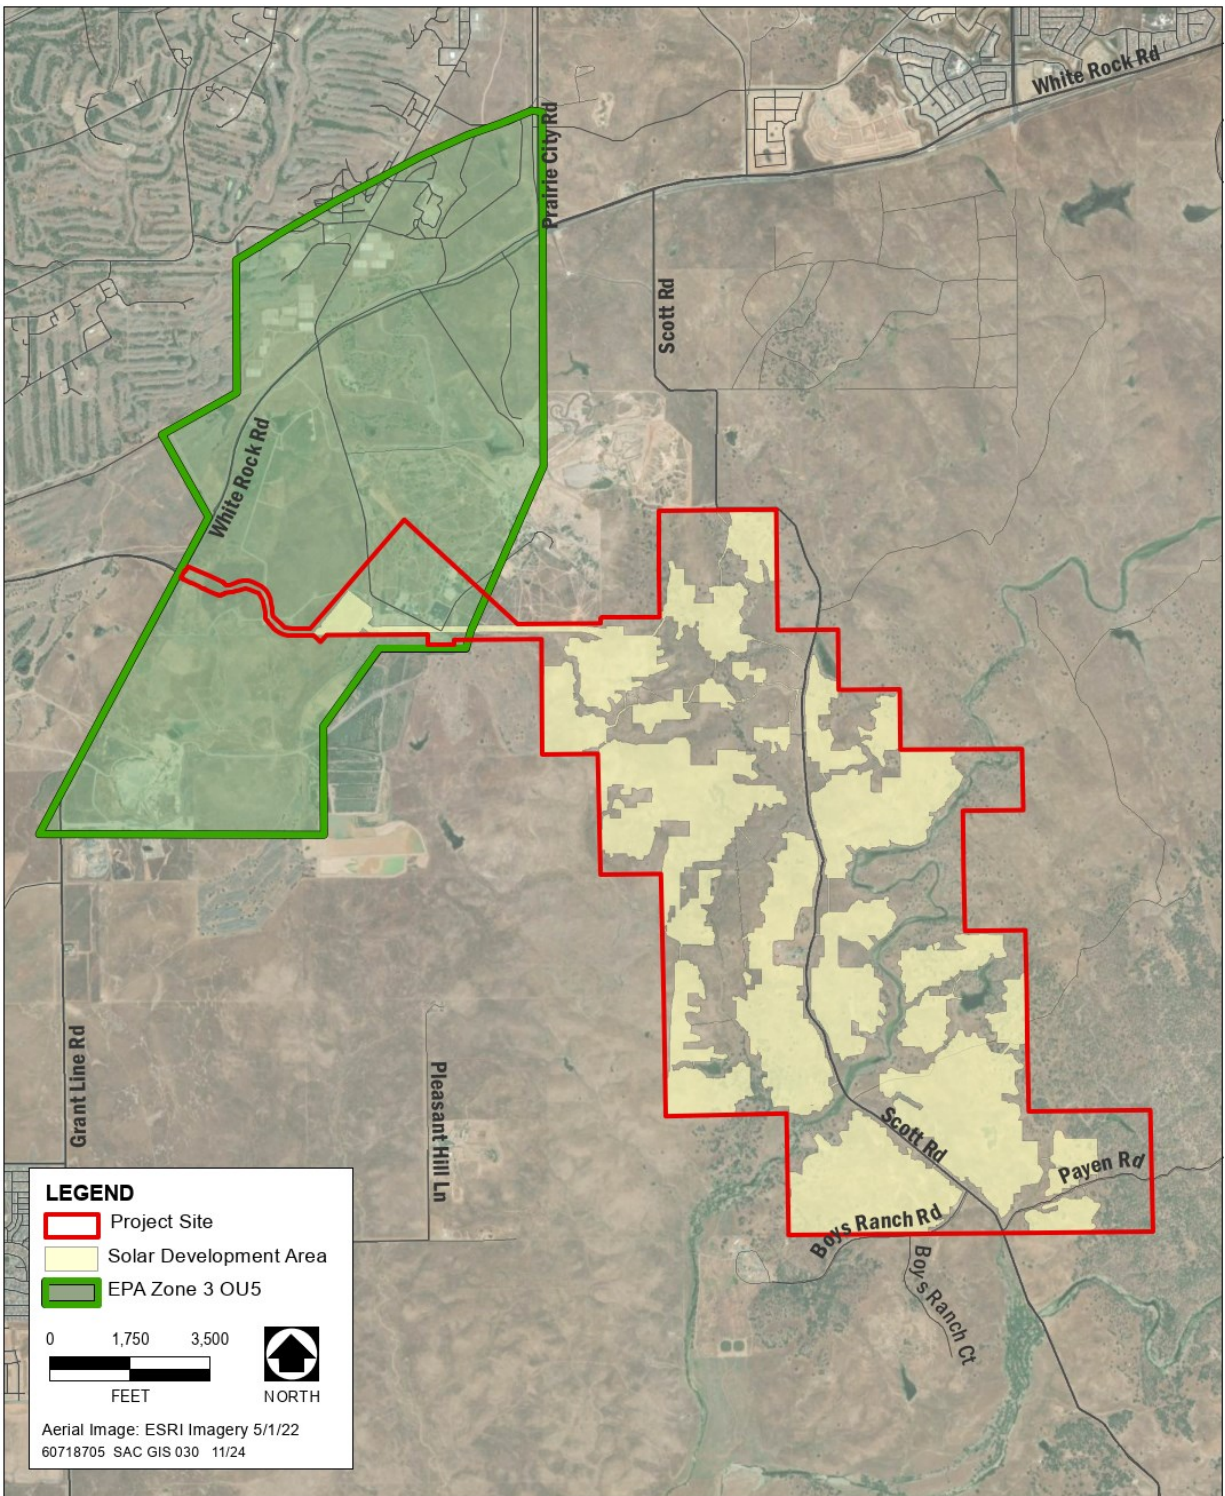 White Rock Rd
Prairie City Rd
Scott Rd
White Rock Rd
Grant Line Rd
Pleasant Hill Ln
Scott Rd
Payen Rd
Boys Ranch Rd
Boys Ranch Ct
LEGEND
Project Site
Solar Development Area
EPA Zone 3 OU5
0 1,750 3,500
FEET
NORTH
Aerial Image: ESRI Imagery 5/1/22
60718705 SAC GIS 030 11/24